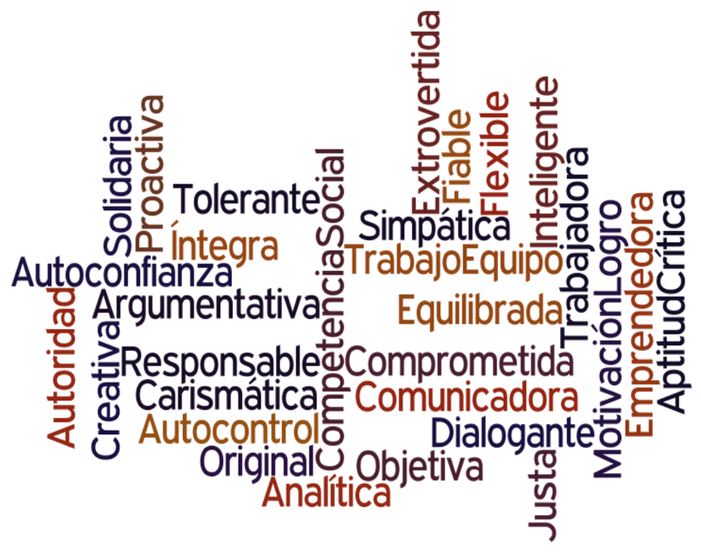 Extrovertida
Fiable
Flexible
Inteligente
Solidaria
Proactiva
Tolerante
CompetenciaSocial
Simpática
Trabajadora
Íntegra
TrabajoEquipo
MotivaciónLogro
Emprendedora
AptitudCrítica
Autoconfianza
Argumentativa
Equilibrada
Autoridad
Creativa
Responsable
Comprometida
Carismática
Comunicadora
Autocontrol
Dialogante
Original
Objetiva
Analítica
Justa